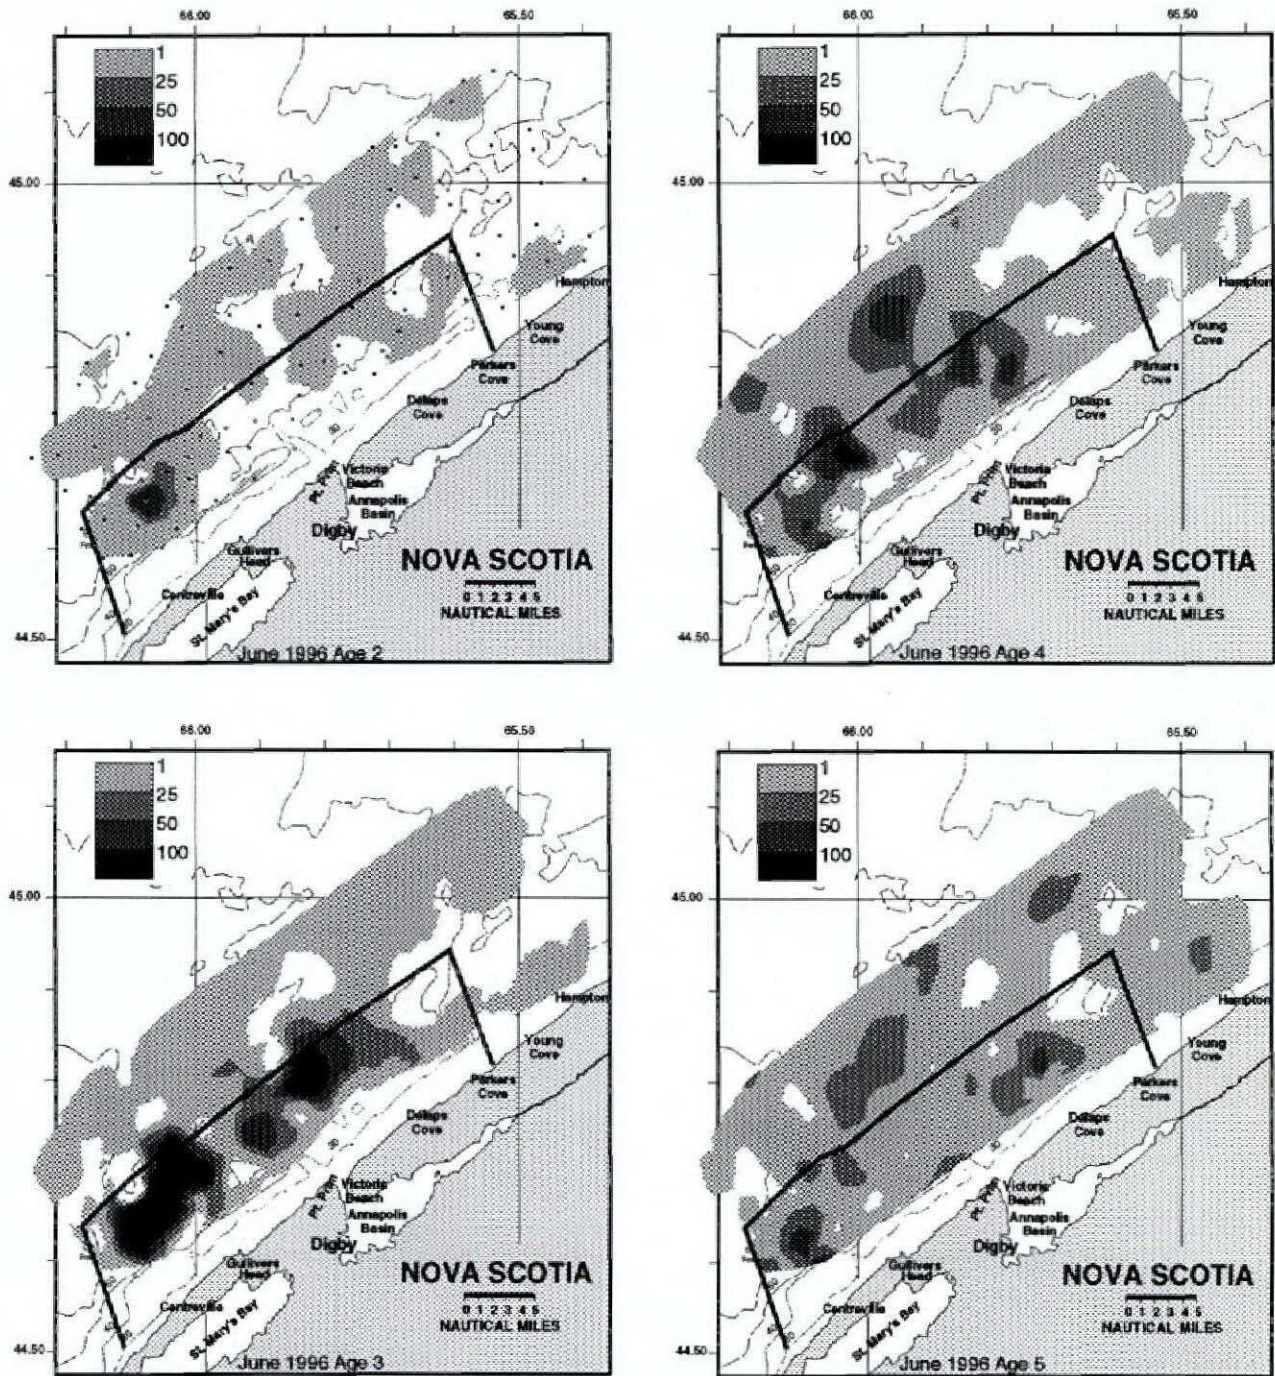 66.00 65.50
1
25
50
100
45.00
Hampton
Young
Cove
Parkers
Cove
Delaps
Cove
Pt. Prim
Victoria
Beach
Annapolis
Basin
Digby
Gullivers
Head
NOVA SCOTIA
0 1 2 3 4 5
NAUTICAL MILES
Centreville
St. Mary's Bay
44.50
June 1996 Age 2
66.00 65.50
1
25
50
100
45.00
Hampton
Young
Cove
Parkers
Cove
Delaps
Cove
Pt. Prim
Victoria
Beach
Annapolis
Basin
Digby
Gullivers
Head
NOVA SCOTIA
0 1 2 3 4 5
NAUTICAL MILES
Centreville
St. Mary's Bay
44.50
June 1996 Age 4
66.00 65.50
1
25
50
100
45.00
Hampton
Young
Cove
Parkers
Cove
Delaps
Cove
Pt. Prim
Victoria
Beach
Annapolis
Basin
Digby
Gullivers
Head
NOVA SCOTIA
0 1 2 3 4 5
NAUTICAL MILES
Centreville
St. Mary's Bay
44.50
June 1996 Age 3
66.00 65.50
1
25
50
100
45.00
Hampton
Young
Cove
Parkers
Cove
Delaps
Cove
Pt. Prim
Victoria
Beach
Annapolis
Basin
Digby
Gullivers
Head
NOVA SCOTIA
0 1 2 3 4 5
NAUTICAL MILES
Centreville
St. Mary's Bay
44.50
June 1996 Age 5